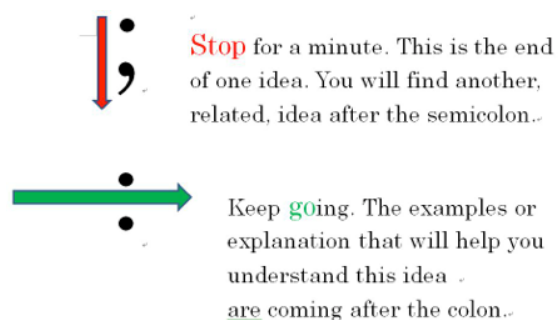 ;
Stop for a minute. This is the end
of one idea. You will find another,
related, idea after the semicolon.
:
Keep going. The examples or
explanation that will help you
understand this idea
are coming after the colon.